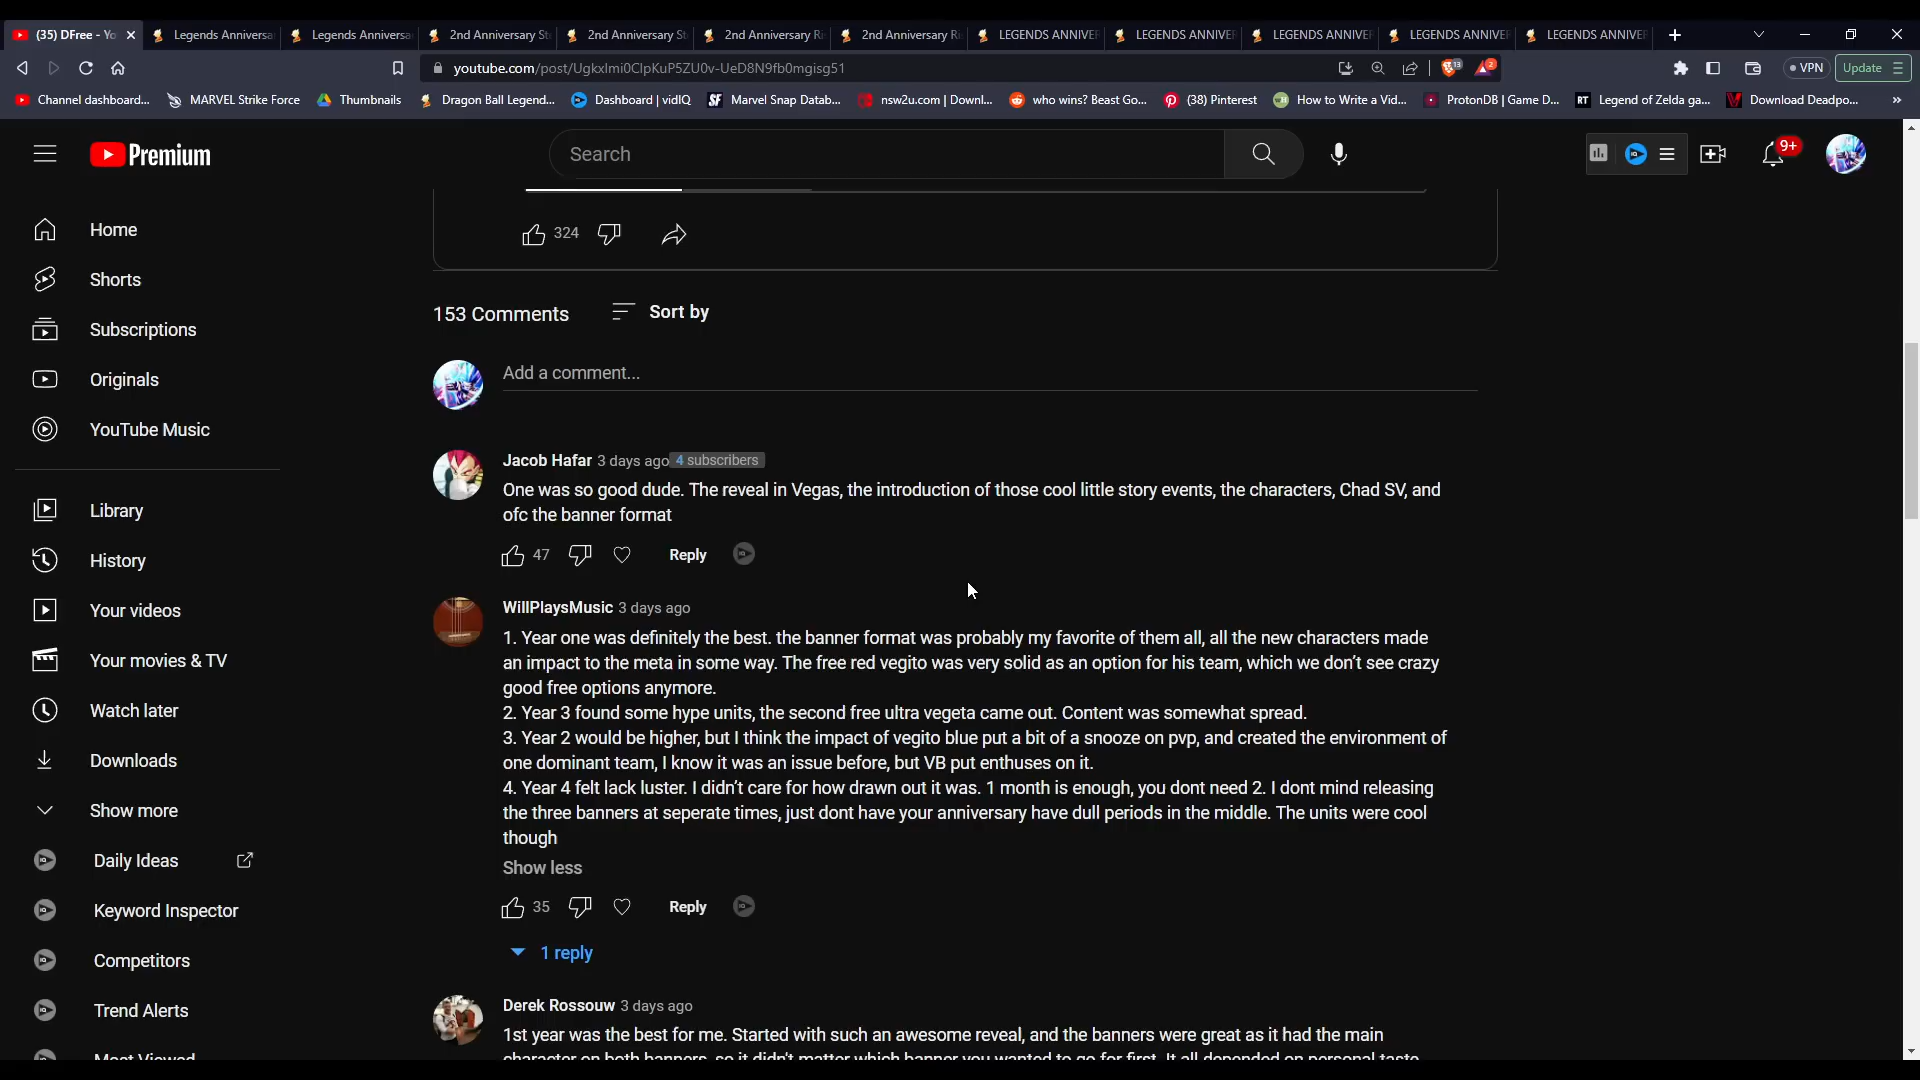 (35) DFree - Yo
Legends Anniversa
Legends Anniversa
2nd Anniversary St
2nd Anniversary St
2nd Anniversary Ri
2nd Anniversary Ri
LEGENDS ANNIVER
LEGENDS ANNIVER
LEGENDS ANNIVER
LEGENDS ANNIVER
LEGENDS ANNIVER
youtube.com/post/UgkxImi0ClpKuP5ZU0v-UeD8N9fb0mgisg51
13
2
VPN
Update
Channel dashboard...
MARVEL Strike Force
Thumbnails
Dragon Ball Legend...
Dashboard | vidIQ
Marvel Snap Datab...
nsw2u.com | Downl...
who wins? Beast Go...
(38) Pinterest
How to Write a Vid...
ProtonDB | Game D...
Legend of Zelda ga...
Download Deadpo...
Premium
Search
9+
Home
Shorts
Subscriptions
Originals
YouTube Music
Library
History
Your videos
Your movies & TV
Watch later
Downloads
Show more
Daily Ideas
Keyword Inspector
Competitors
Trend Alerts
Most Viewed
324
153 Comments
Sort by
Add a comment...
Jacob Hafar 3 days ago 4 subscribers
One was so good dude. The reveal in Vegas, the introduction of those cool little story events, the characters, Chad SV, and
ofc the banner format
47
Reply
WillPlaysMusic 3 days ago
1. Year one was definitely the best. the banner format was probably my favorite of them all, all the new characters made
an impact to the meta in some way. The free red vegito was very solid as an option for his team, which we don't see crazy
good free options anymore.
2. Year 3 found some hype units, the second free ultra vegeta came out. Content was somewhat spread.
3. Year 2 would be higher, but I think the impact of vegito blue put a bit of a snooze on pvp, and created the environment of
one dominant team, I know it was an issue before, but VB put enthuses on it.
4. Year 4 felt lack luster. I didn't care for how drawn out it was. 1 month is enough, you dont need 2. I dont mind releasing
the three banners at seperate times, just dont have your anniversary have dull periods in the middle. The units were cool
though
Show less
35
Reply
1 reply
Derek Rossouw 3 days ago
1st year was the best for me. Started with such an awesome reveal, and the banners were great as it had the main
character on both banners, so it didn't matter which banner you wanted to go for first. It all depended on personal taste